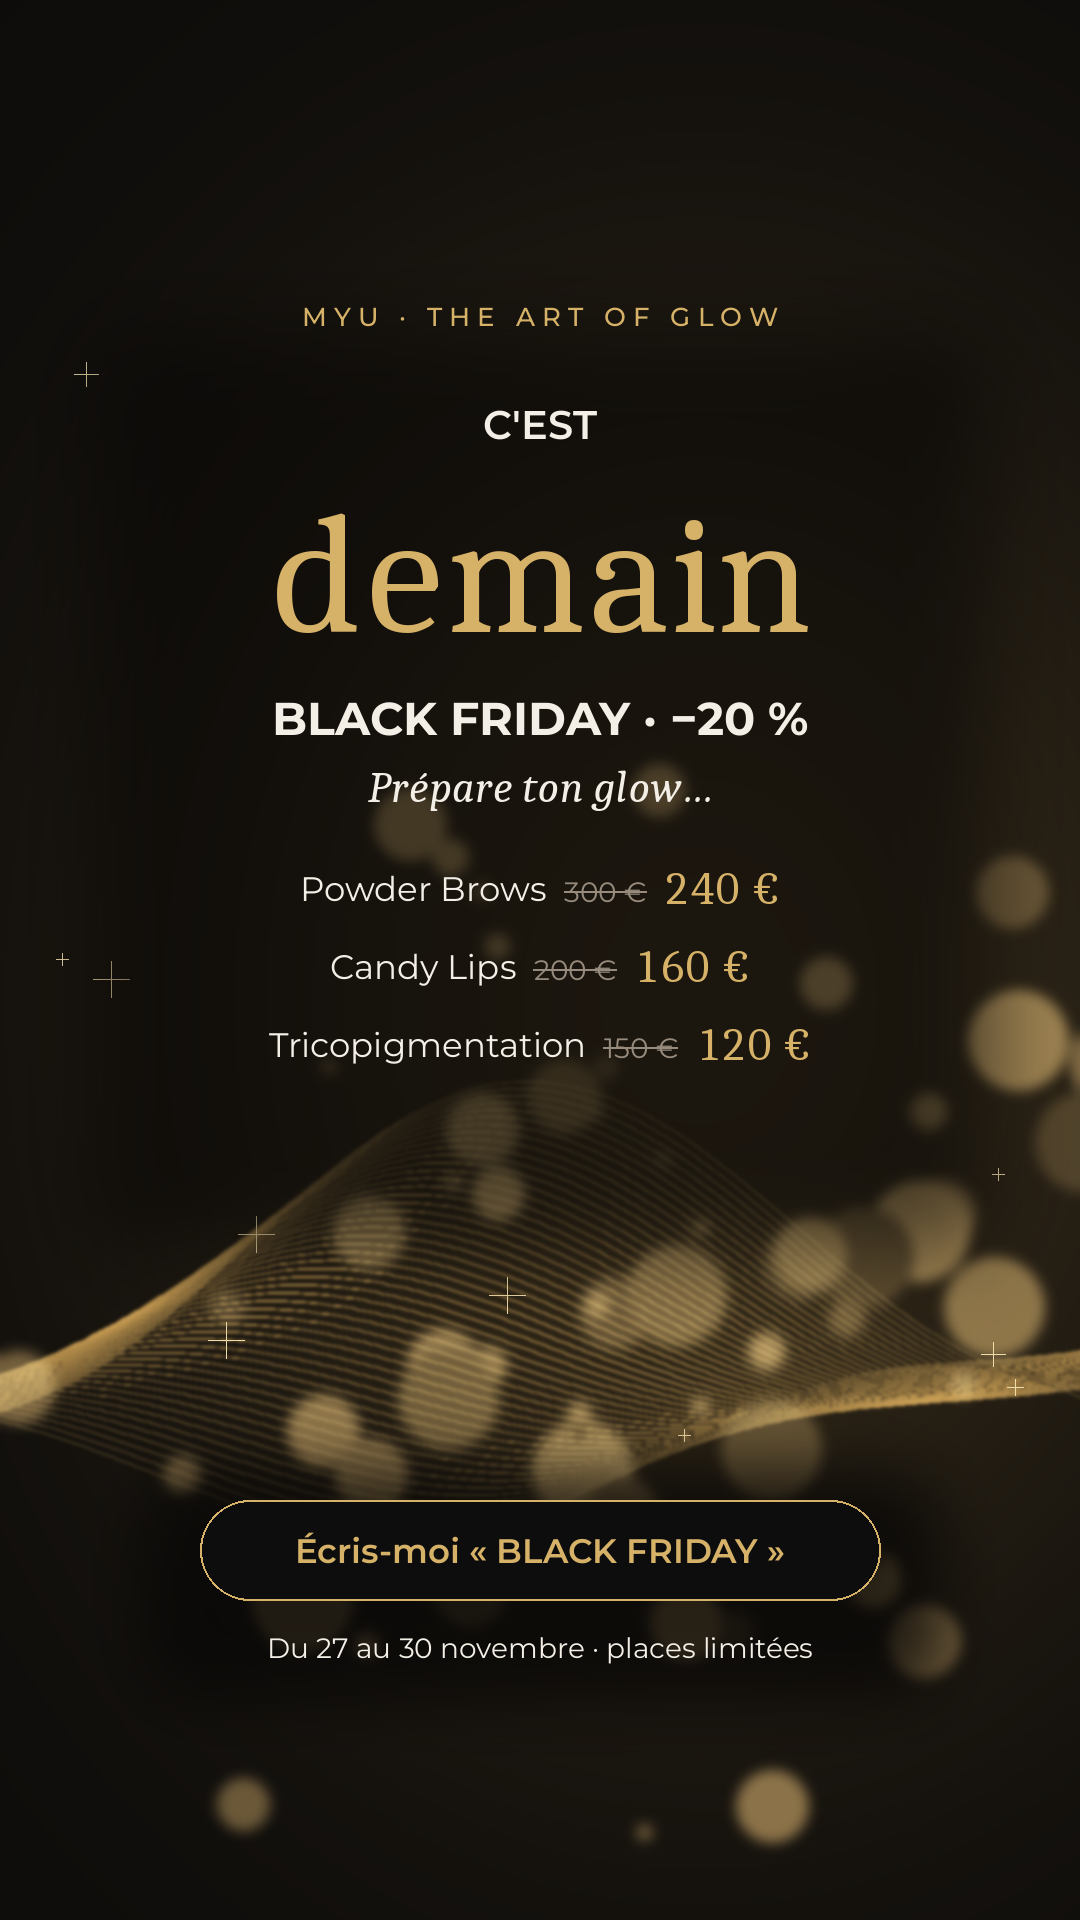 MYU · THE ART OF GLOW
C'EST
demain
BLACK FRIDAY · −20 %
Prépare ton glow...
Powder Brows 300 € 240 €
Candy Lips 200 € 160 €
Tricopigmentation 150 € 120 €
Écris-moi « BLACK FRIDAY »
Du 27 au 30 novembre · places limitées